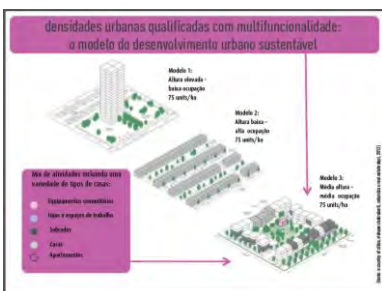 densidades urbanas qualificadas com multifuncionalidade:
o modelo do desenvolvimento urbano sustentável
Modelo 1:
Altura elevada -
baixa ocupação
75 units/ha
Modelo 2:
Altura baixa -
alta ocupação
75 units/ha
Modelo 3:
Média altura -
média ocupação
75 units/ha
Mix de atividades incluindo uma
variedade de tipos de casas:
Equipamentos comunitários
lojas e espaços de trabalho
Sobrados
Casas
Apartamentos